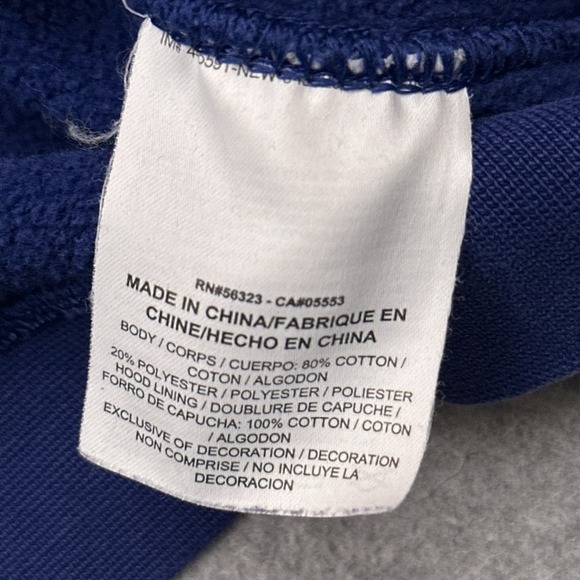 RN#56323 - CA#05553
MADE IN CHINA/FABRIQUE EN
CHINE/HECHO EN CHINA
BODY / CORPS / CUERPO: 80% COTTON /
COTON / ALGODON
20% POLYESTER / POLYESTER / POLIESTER
HOOD LINING / DOUBLURE DE CAPUCHE /
FORRO DE CAPUCHA: 100% COTTON / COTON
/ ALGODON
EXCLUSIVE OF DECORATION / DECORATION
NON COMPRISE / NO INCLUYE LA
DECORACION